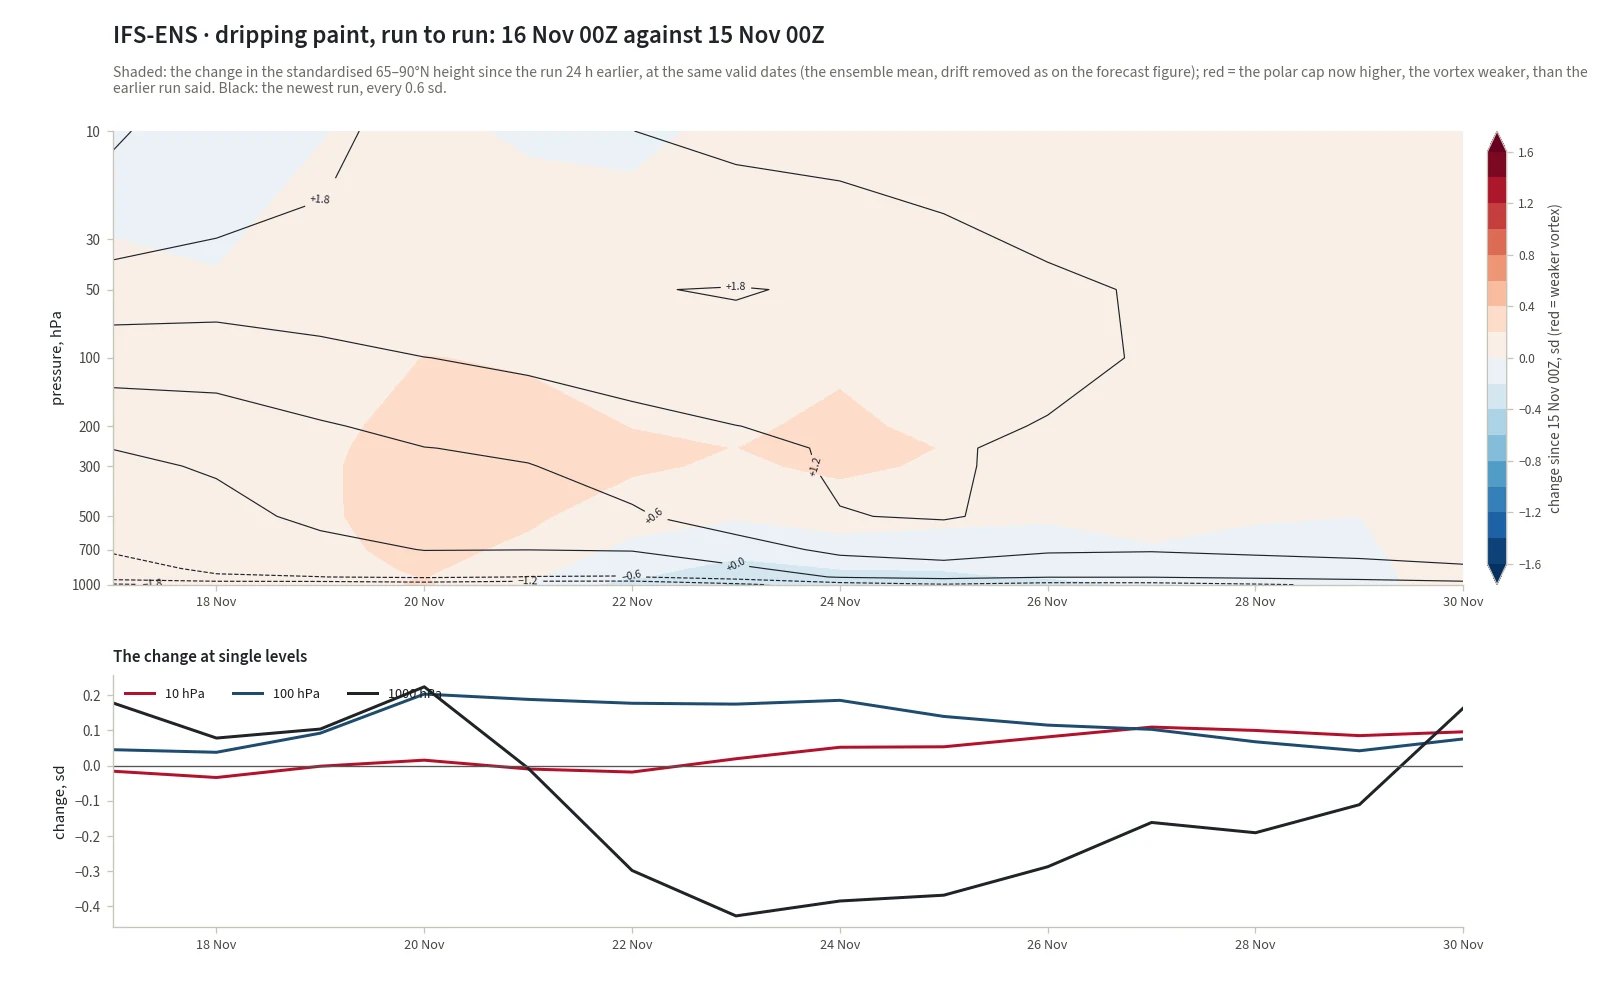 IFS-ENS · dripping paint, run to run: 16 Nov 00Z against 15 Nov 00Z
Shaded: the change in the standardised 65–90°N height since the run 24 h earlier, at the same valid dates (the ensemble mean, drift removed as on the forecast figure); red = the polar cap now higher, the vortex weaker, than the
earlier run said. Black: the newest run, every 0.6 sd.
pressure, hPa
10
30
50
100
200
300
500
700
1000
+1.8
+1.8
+1.2
+0.6
+0.0
−0.6
−1.2
−1.8
18 Nov
20 Nov
22 Nov
24 Nov
26 Nov
28 Nov
30 Nov
1.6
1.2
0.8
0.4
0.0
−0.4
−0.8
−1.2
−1.6
change since 15 Nov 00Z, sd (red = weaker vortex)
The change at single levels
10 hPa
100 hPa
1000 hPa
change, sd
0.2
0.1
0.0
−0.1
−0.2
−0.3
−0.4
18 Nov
20 Nov
22 Nov
24 Nov
26 Nov
28 Nov
30 Nov